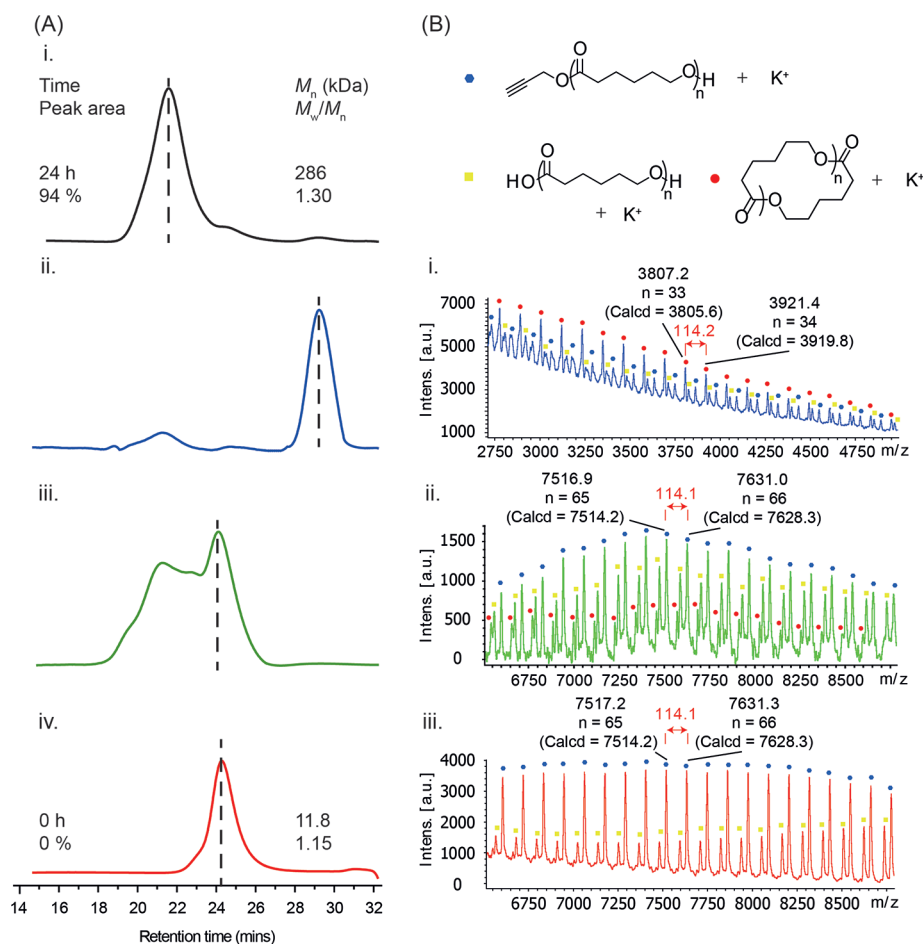 (A)
i.
Time
Peak area
Mn (kDa)
Mw/Mn
24 h
94 %
286
1.30
ii.
iii.
iv.
0 h
0 %
11.8
1.15
14 16 18 20 22 24 26 28 30 32
Retention time (mins)
(B)
O
O
O
H
n
+ K+
O
HO
O
H
n
+ K+
O
O
n
O
O
+ K+
i.
3807.2
n = 33
(Calcd = 3805.6)
114.2
3921.4
n = 34
(Calcd = 3919.8)
Intens. [a.u.]
7000
5000
3000
1000
2750 3000 3250 3500 3750 4000 4250 4500 4750
m/z
ii.
7516.9
n = 65
(Calcd = 7514.2)
114.1
7631.0
n = 66
(Calcd = 7628.3)
Intens. [a.u.]
1500
1000
500
0
6750 7000 7250 7500 7750 8000 8250 8500 m/z
iii.
7517.2
n = 65
(Calcd = 7514.2)
114.1
7631.3
n = 66
(Calcd = 7628.3)
Intens. [a.u.]
4000
3000
2000
1000
0
6750 7000 7250 7500 7750 8000 8250 8500 m/z